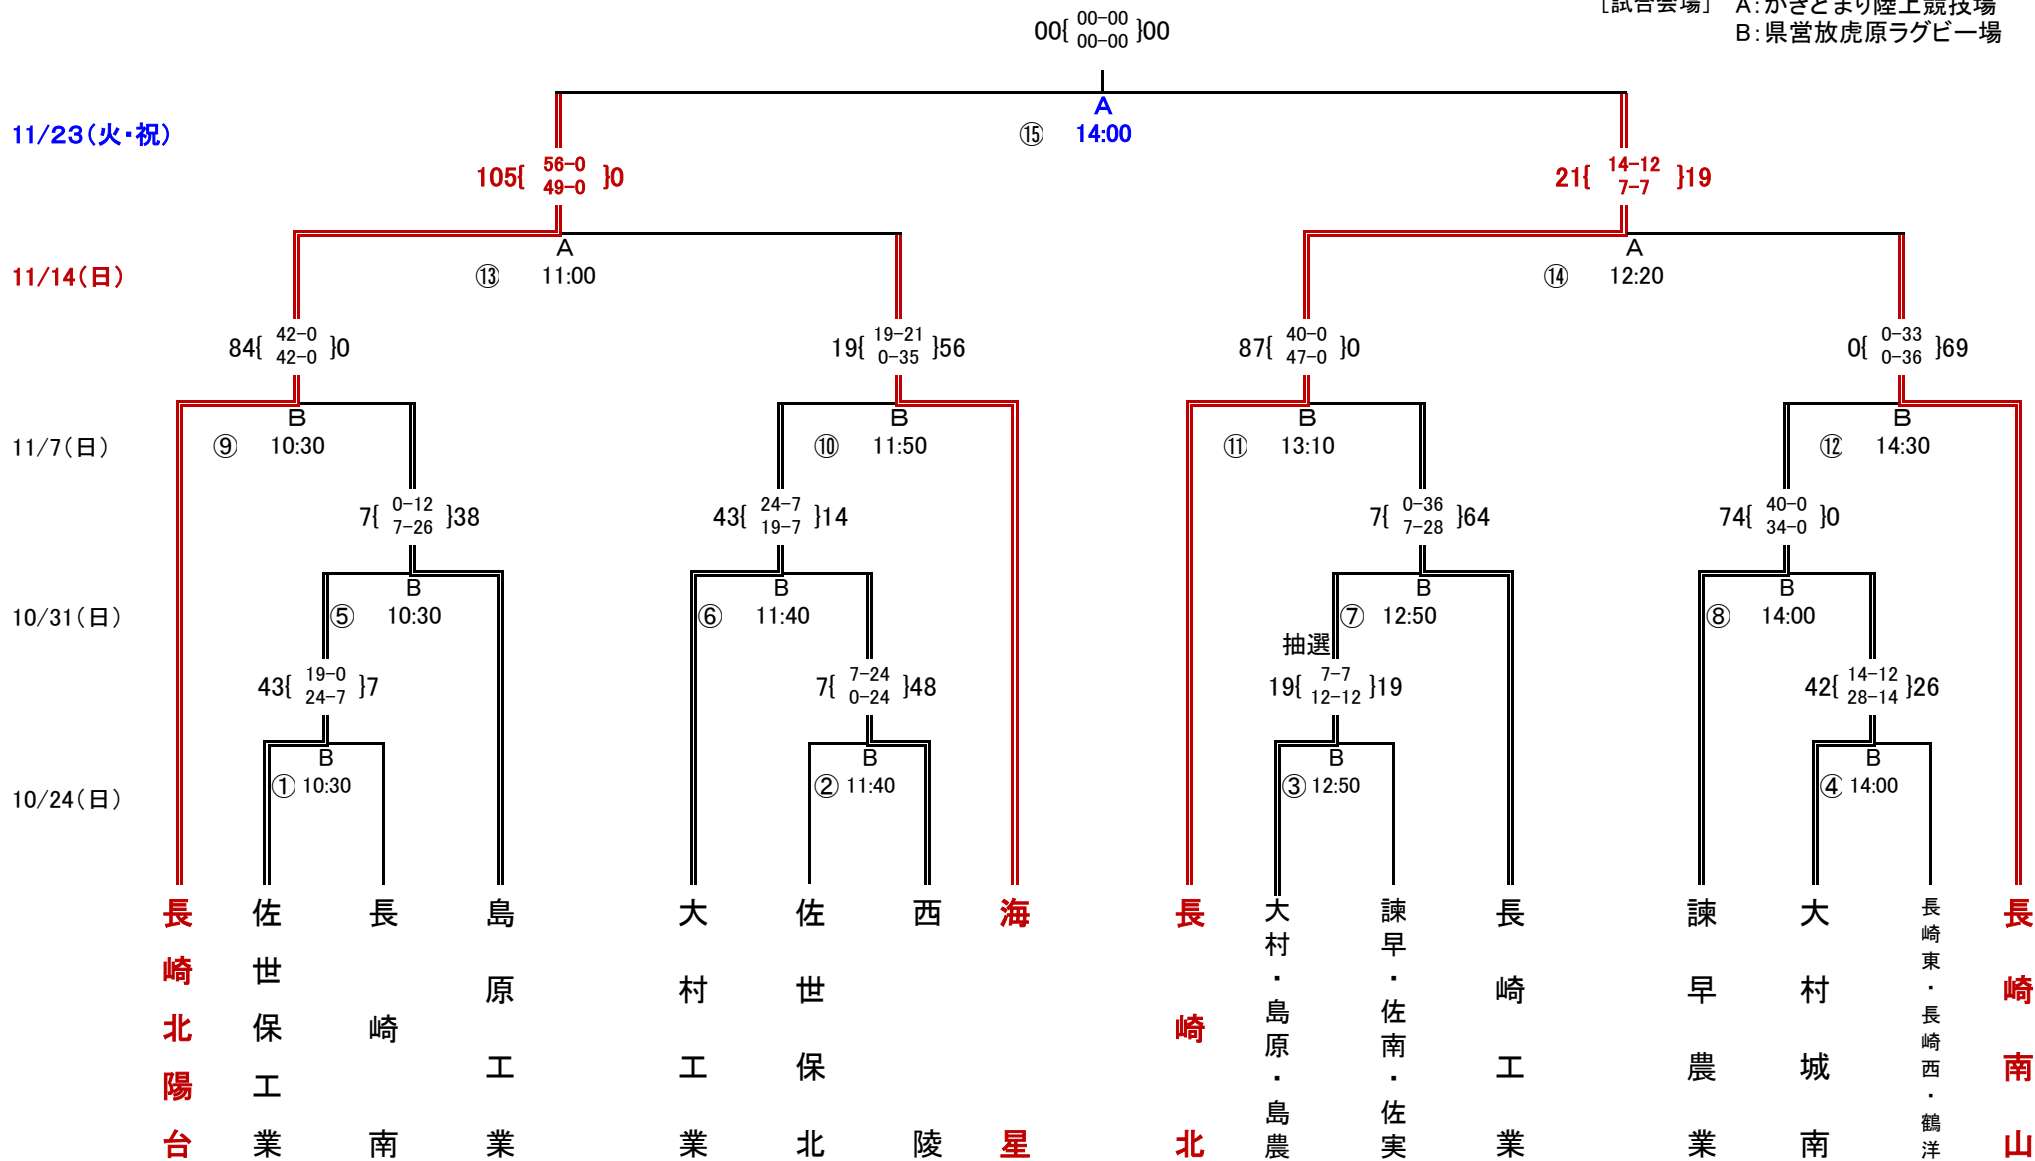 [試合会場] A:かきどまり陸上競技場
B:県営放虎原ラグビー場
00{ 00-00 }00
00-00
11/23(火・祝)
A
⑮ 14:00
105{ 56-0 }0
49-0
21{ 14-12 }19
7-7
11/14(日)
A
⑬ 11:00
A
⑭ 12:20
84{ 42-0 }0
42-0
19{ 19-21 }56
0-35
87{ 40-0 }0
47-0
0{ 0-33 }69
0-36
11/7(日)
B
⑨ 10:30
B
⑩ 11:50
B
⑪ 13:10
B
⑫ 14:30
7{ 0-12 }38
7-26
43{ 24-7 }14
19-7
7{ 0-36 }64
7-28
74{ 40-0 }0
34-0
10/31(日)
B
⑤ 10:30
B
⑥ 11:40
B
⑦ 12:50
B
⑧ 14:00
43{ 19-0 }7
24-7
7{ 7-24 }48
0-24
抽選
19{ 7-7 }19
12-12
42{ 14-12 }26
28-14
10/24(日)
B
① 10:30
B
② 11:40
B
③ 12:50
B
④ 14:00
長崎北陽台
佐世保工業
長崎南
島原工業
大村工業
佐世保北
西陵
海星
長崎北
大村・島原・島農
諫早・佐南・佐実
長崎工業
諫早農業
大村城南
長崎東・長崎西・鶴洋
長崎南山